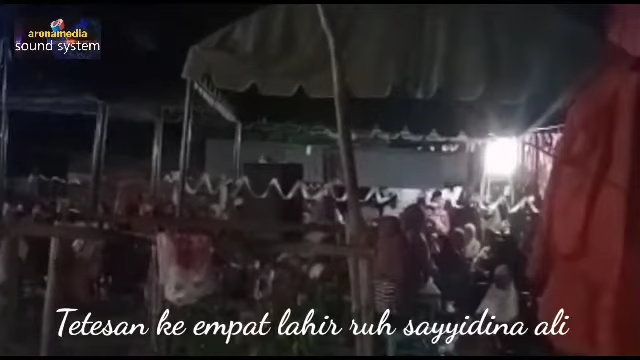 aronamedia
sound system
Tetesan ke empat lahir ruh sayyidina ali